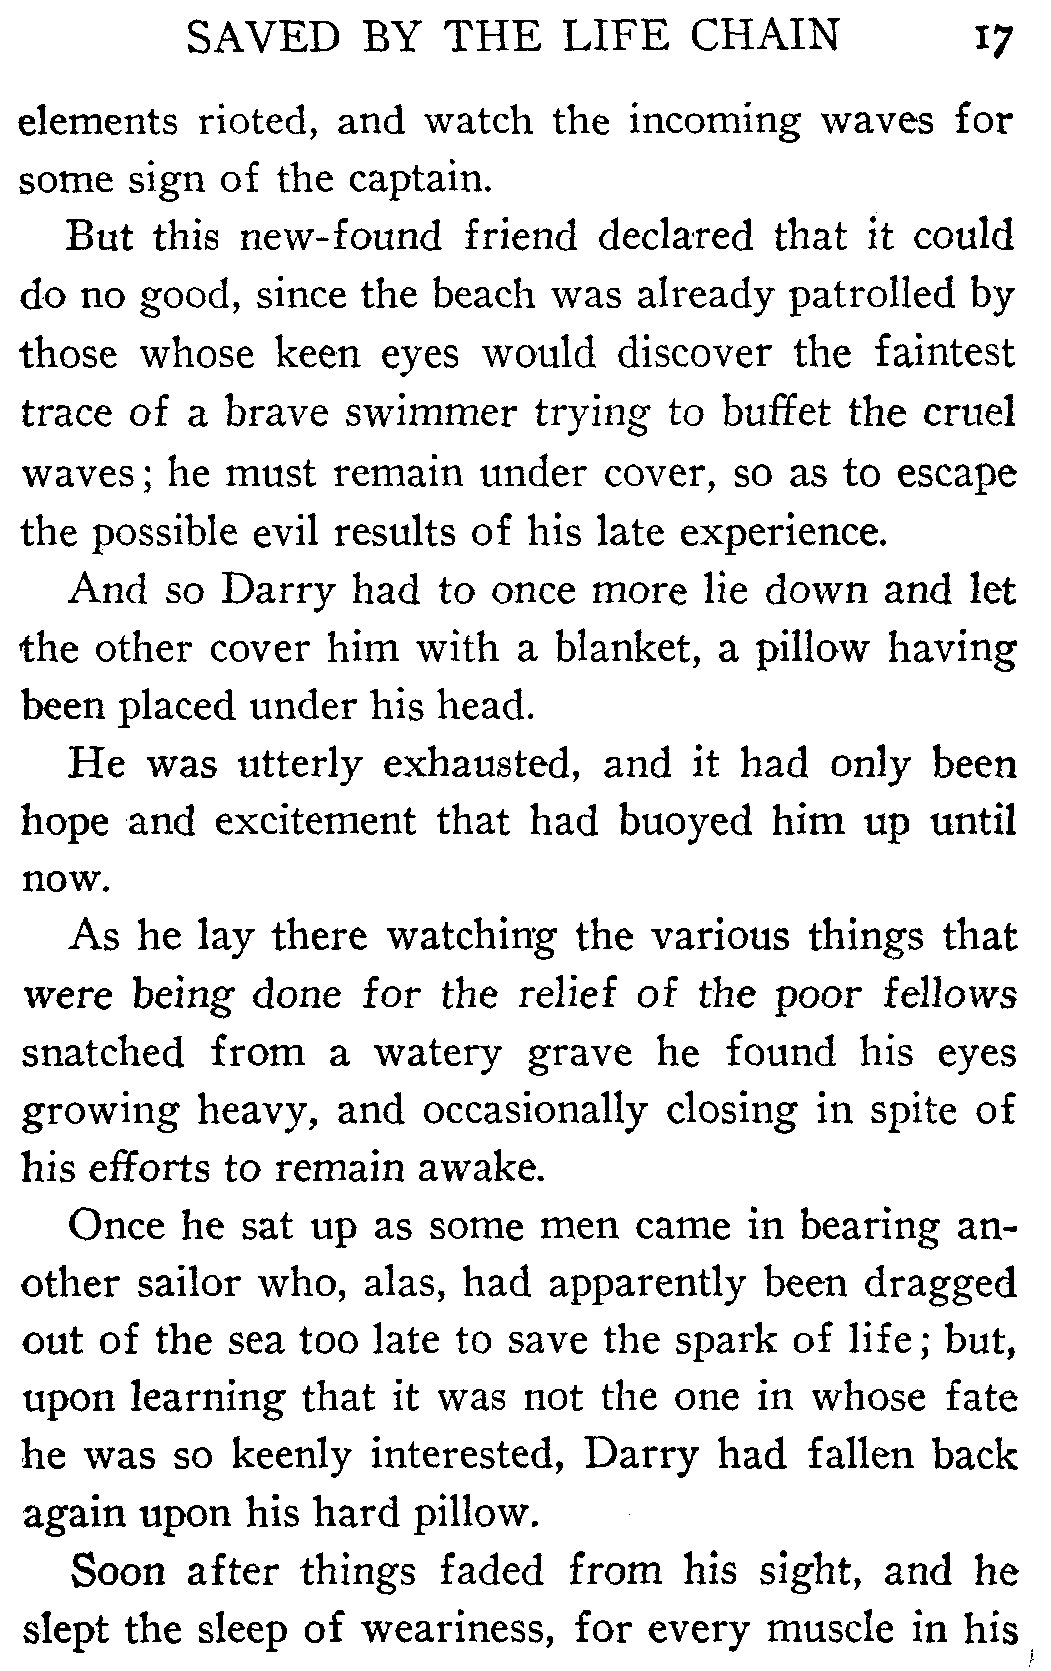 SAVED BY THE LIFE CHAIN 17
elements rioted, and watch the incoming waves for
some sign of the captain.
But this new-found friend declared that it could
do no good, since the beach was already patrolled by
those whose keen eyes would discover the faintest
trace of a brave swimmer trying to buffet the cruel
waves; he must remain under cover, so as to escape
the possible evil results of his late experience.
And so Darry had to once more lie down and let
the other cover him with a blanket, a pillow having
been placed under his head.
He was utterly exhausted, and it had only been
hope and excitement that had buoyed him up until
now.
As he lay there watching the various things that
were being done for the relief of the poor fellows
snatched from a watery grave he found his eyes
growing heavy, and occasionally closing in spite of
his efforts to remain awake.
Once he sat up as some men came in bearing an-
other sailor who, alas, had apparently been dragged
out of the sea too late to save the spark of life; but,
upon learning that it was not the one in whose fate
he was so keenly interested, Darry had fallen back
again upon his hard pillow.
Soon after things faded from his sight, and he
slept the sleep of weariness, for every muscle in his